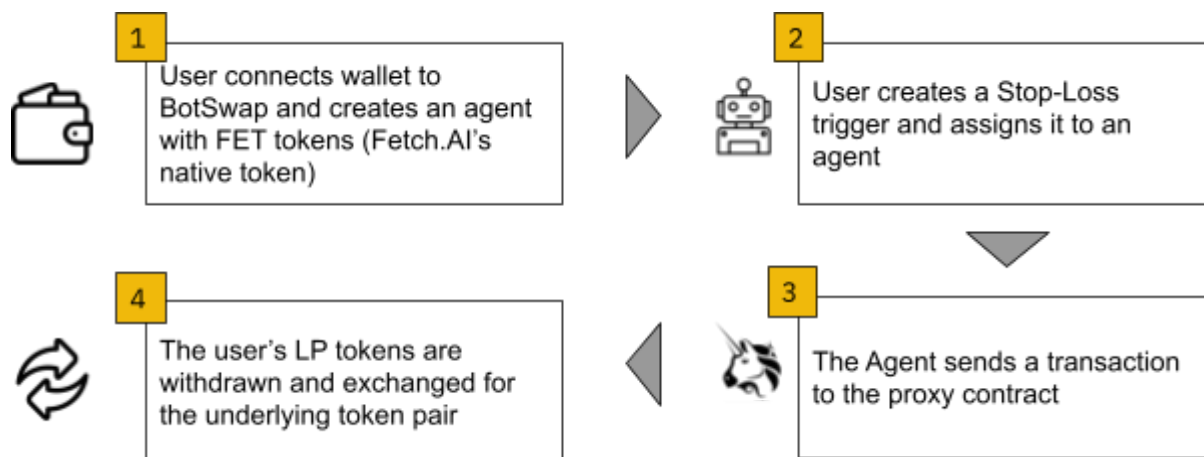 1
User connects wallet to
BotSwap and creates an agent
with FET tokens (Fetch.AI's
native token)
2
User creates a Stop-Loss
trigger and assigns it to an
agent
3
The Agent sends a transaction
to the proxy contract
4
The user's LP tokens are
withdrawn and exchanged for
the underlying token pair